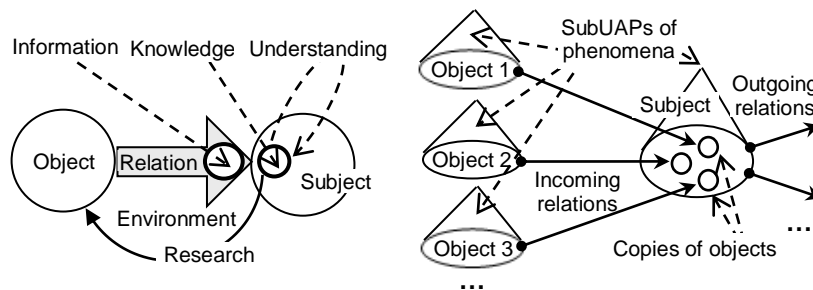 Information
Knowledge
Understanding
Object
Relation
Subject
Environment
Research
SubUAPs of
phenomena
Object 1
Subject
Outgoing
relations
Object 2
Incoming
relations
Object 3
Copies of objects
...
...